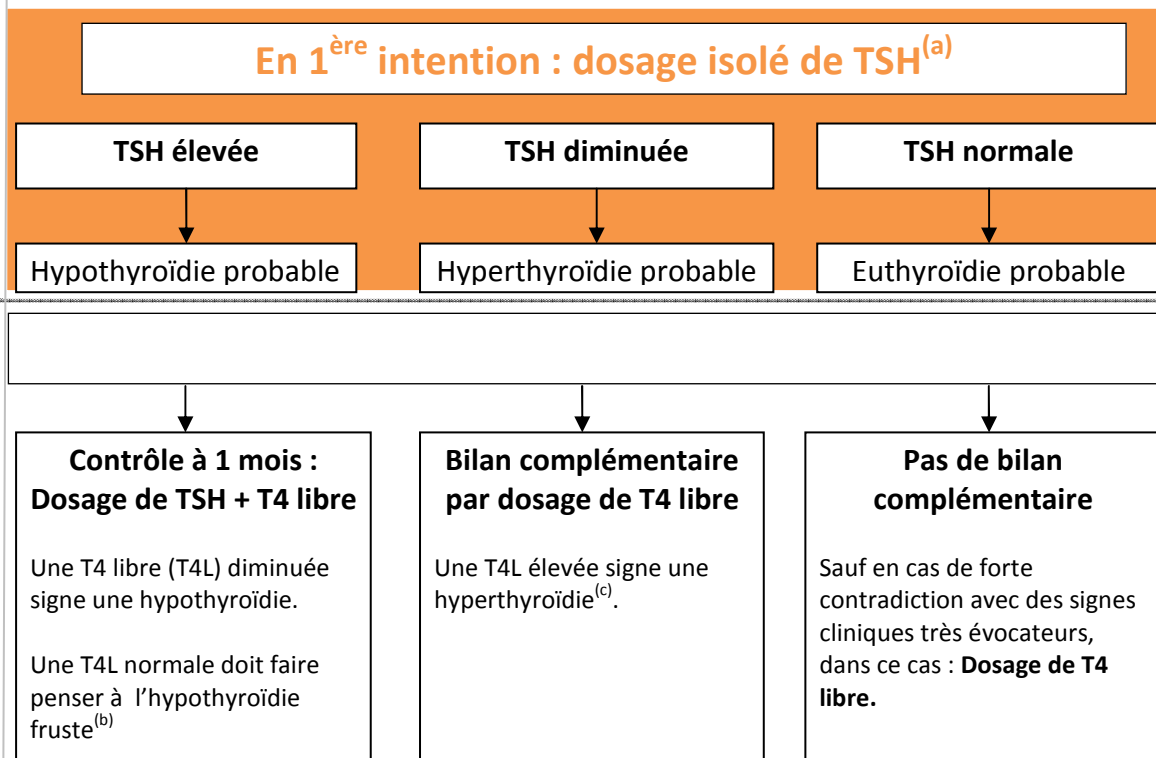 En 1ère intention : dosage isolé de TSH(a)
TSH élevée
TSH diminuée
TSH normale
Hypothyroïdie probable
Hyperthyroïdie probable
Euthyroïdie probable
Contrôle à 1 mois :
Dosage de TSH + T4 libre
Une T4 libre (T4L) diminuée
signe une hypothyroïdie.
Une T4L normale doit faire
penser à l’hypothyroïdie
fruste(b)
Bilan complémentaire
par dosage de T4 libre
Une T4L élevée signe une
hyperthyroïdie(c).
Pas de bilan
complémentaire
Sauf en cas de forte
contradiction avec des signes
cliniques très évocateurs,
dans ce cas : Dosage de T4
libre.